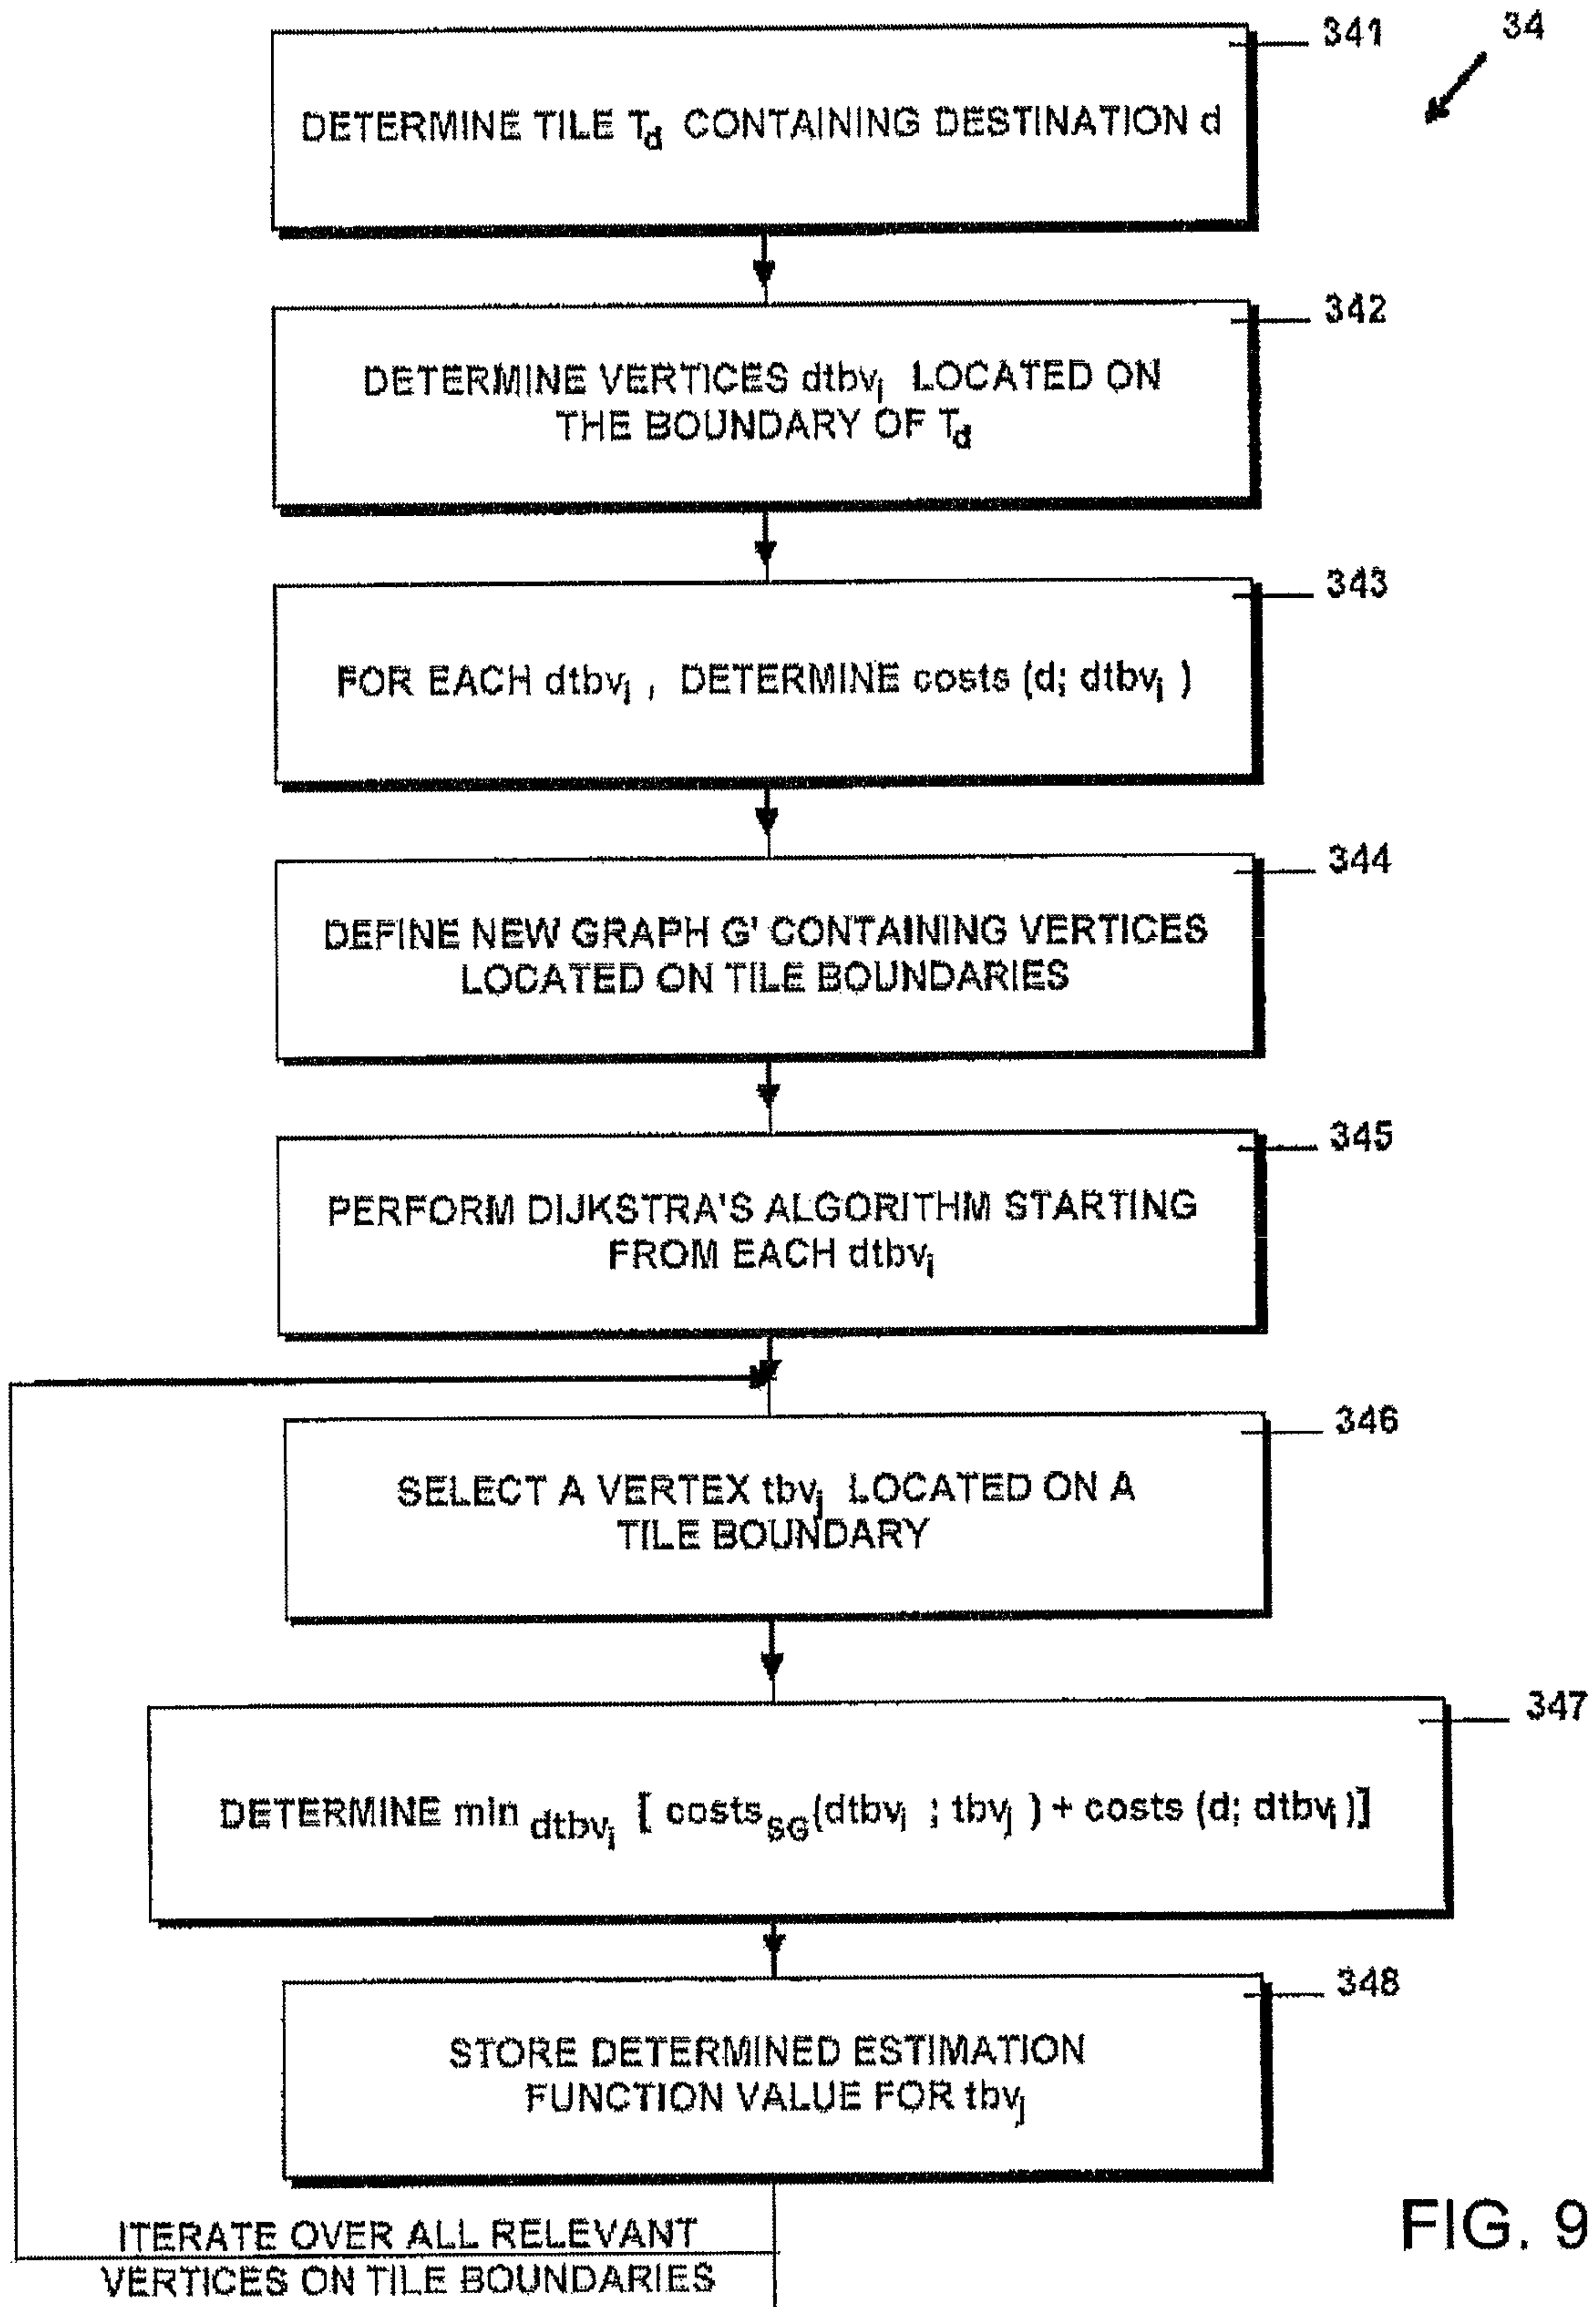 34
341
DETERMINE TILE Td CONTAINING DESTINATION d
342
DETERMINE VERTICES dtbvi LOCATED ON
THE BOUNDARY OF Td
343
FOR EACH dtbvi , DETERMINE costs (d; dtbvi )
344
DEFINE NEW GRAPH G' CONTAINING VERTICES
LOCATED ON TILE BOUNDARIES
345
PERFORM DIJKSTRA'S ALGORITHM STARTING
FROM EACH dtbvi
346
SELECT A VERTEX tbvj LOCATED ON A
TILE BOUNDARY
347
DETERMINE min dtbvi [ costsSG(dtbvi ; tbvj ) + costs (d; dtbvi )]
348
STORE DETERMINED ESTIMATION
FUNCTION VALUE FOR tbvj
ITERATE OVER ALL RELEVANT
VERTICES ON TILE BOUNDARIES
FIG. 9